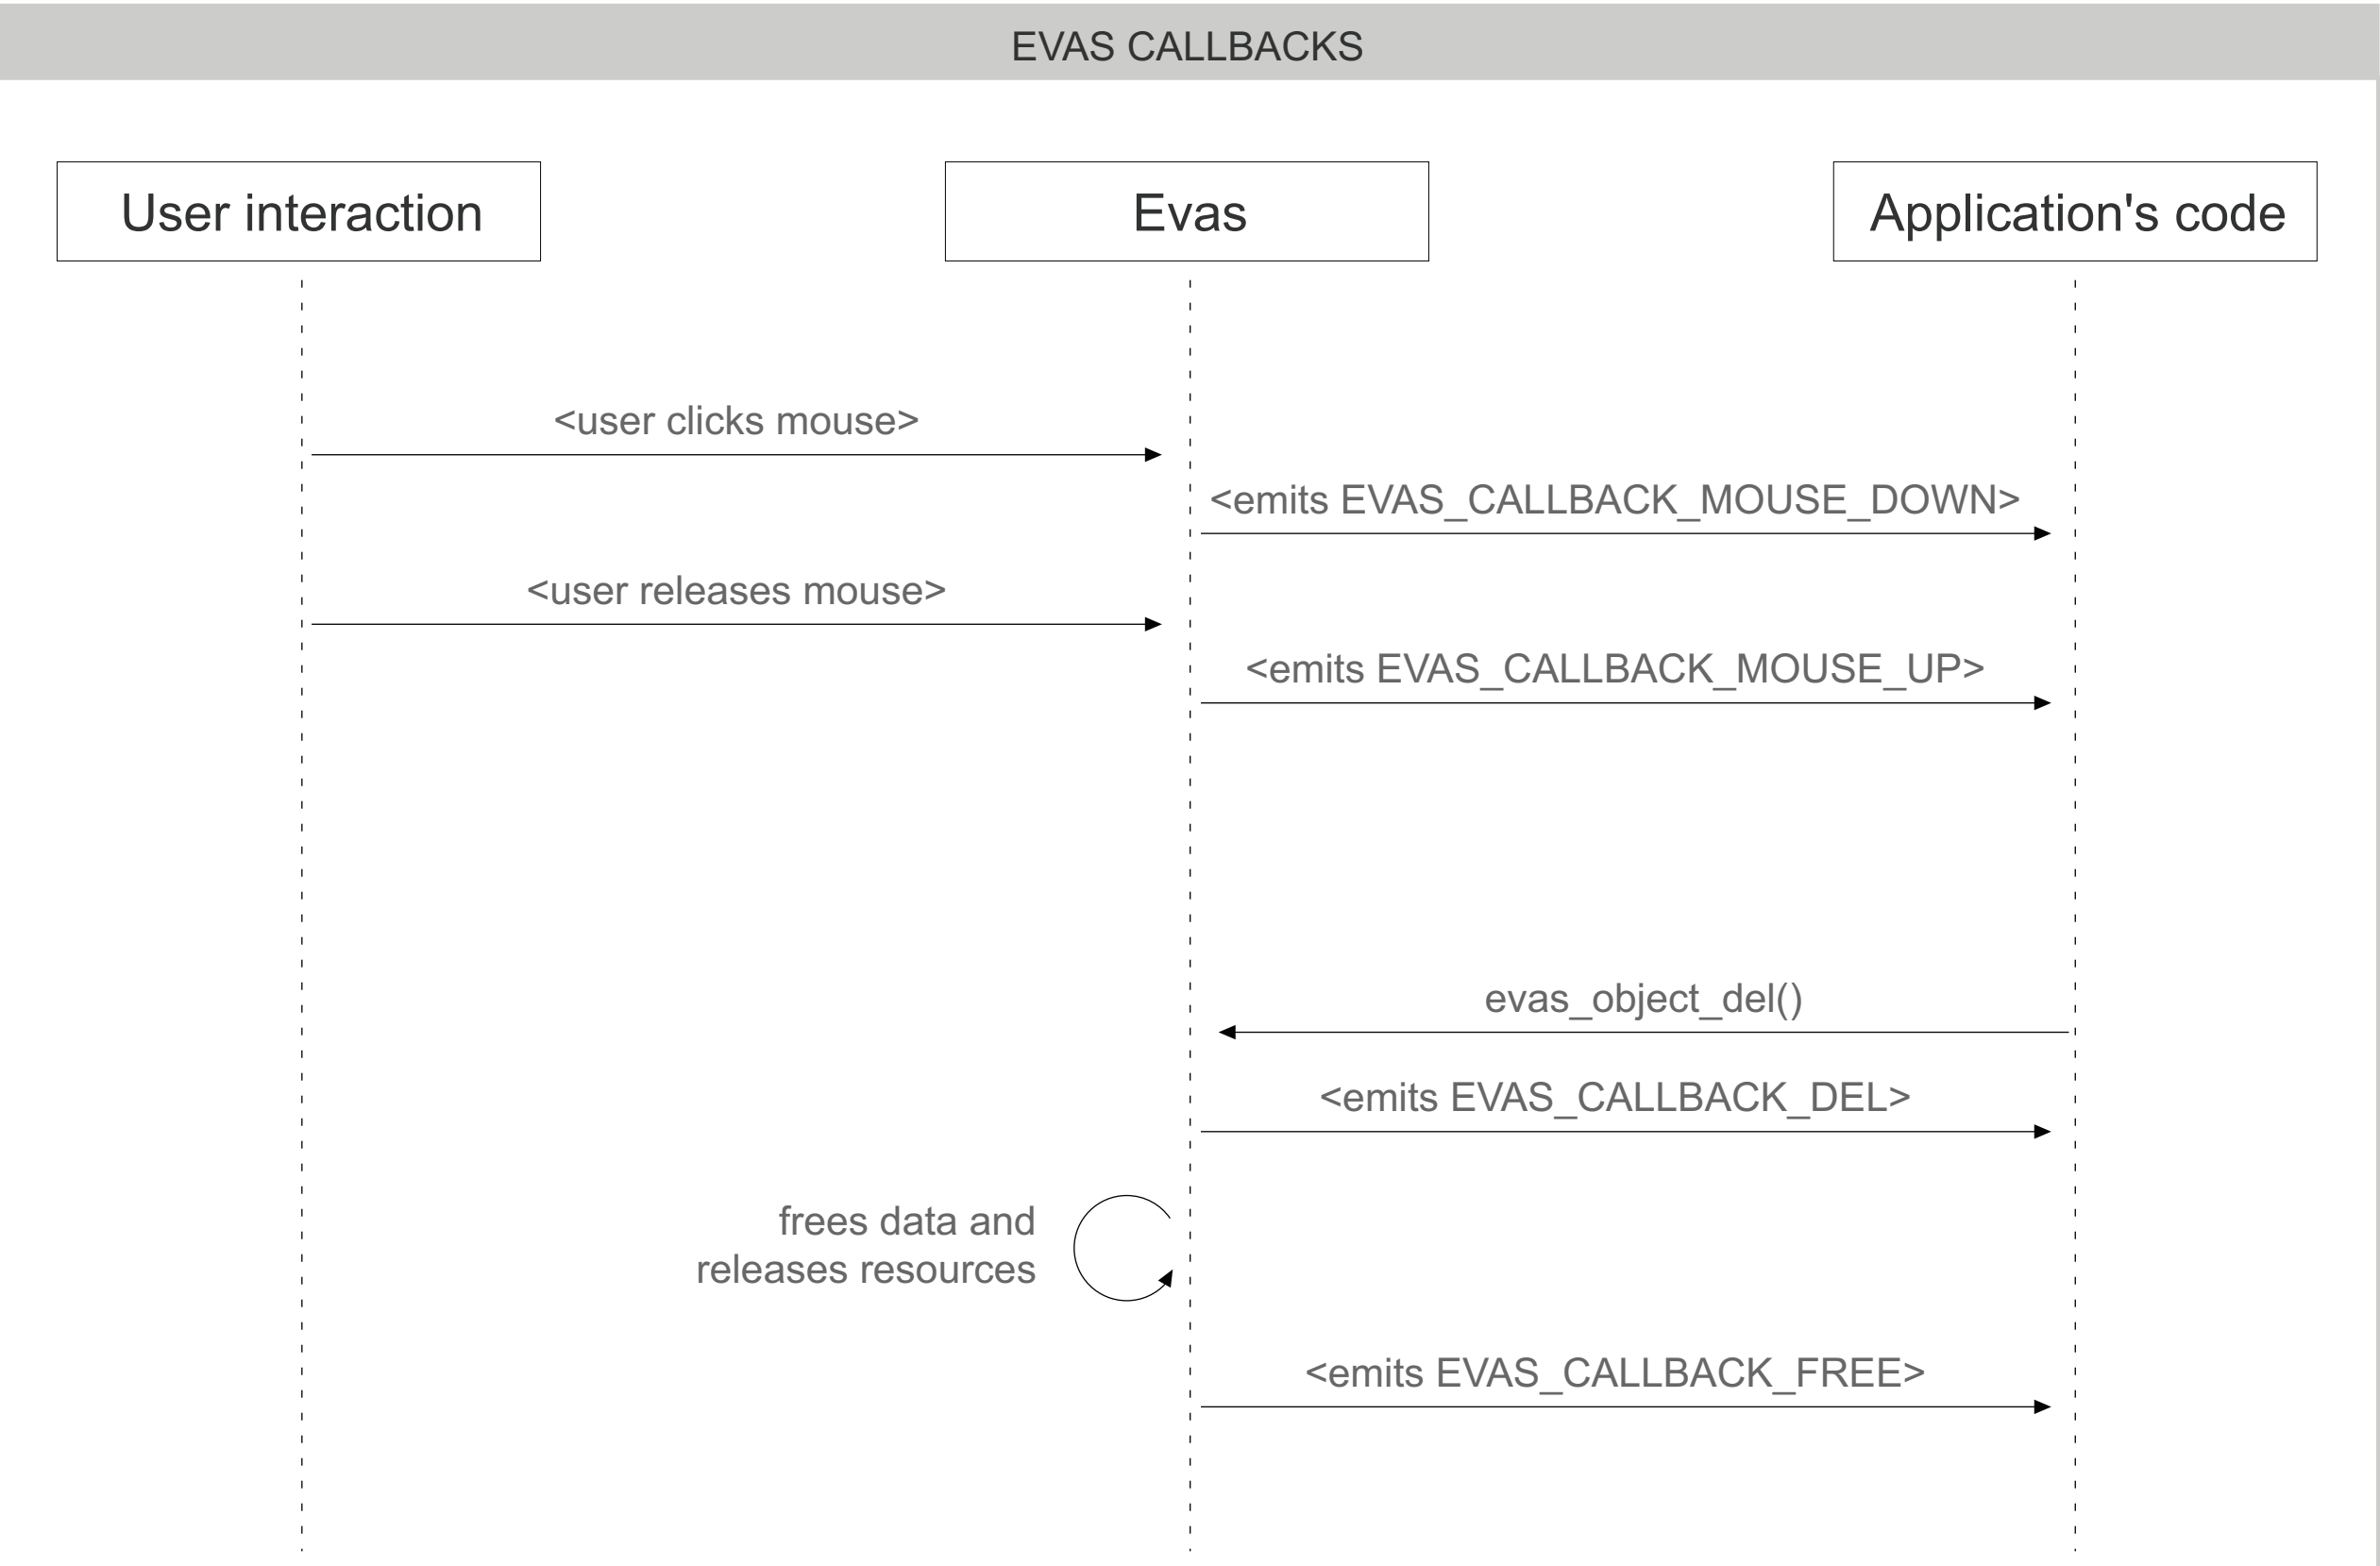 EVAS CALLBACKS
User interaction
Evas
Application's code
<user clicks mouse>
<emits EVAS_CALLBACK_MOUSE_DOWN>
<user releases mouse>
<emits EVAS_CALLBACK_MOUSE_UP>
evas_object_del()
<emits EVAS_CALLBACK_DEL>
frees data and
releases resources
<emits EVAS_CALLBACK_FREE>